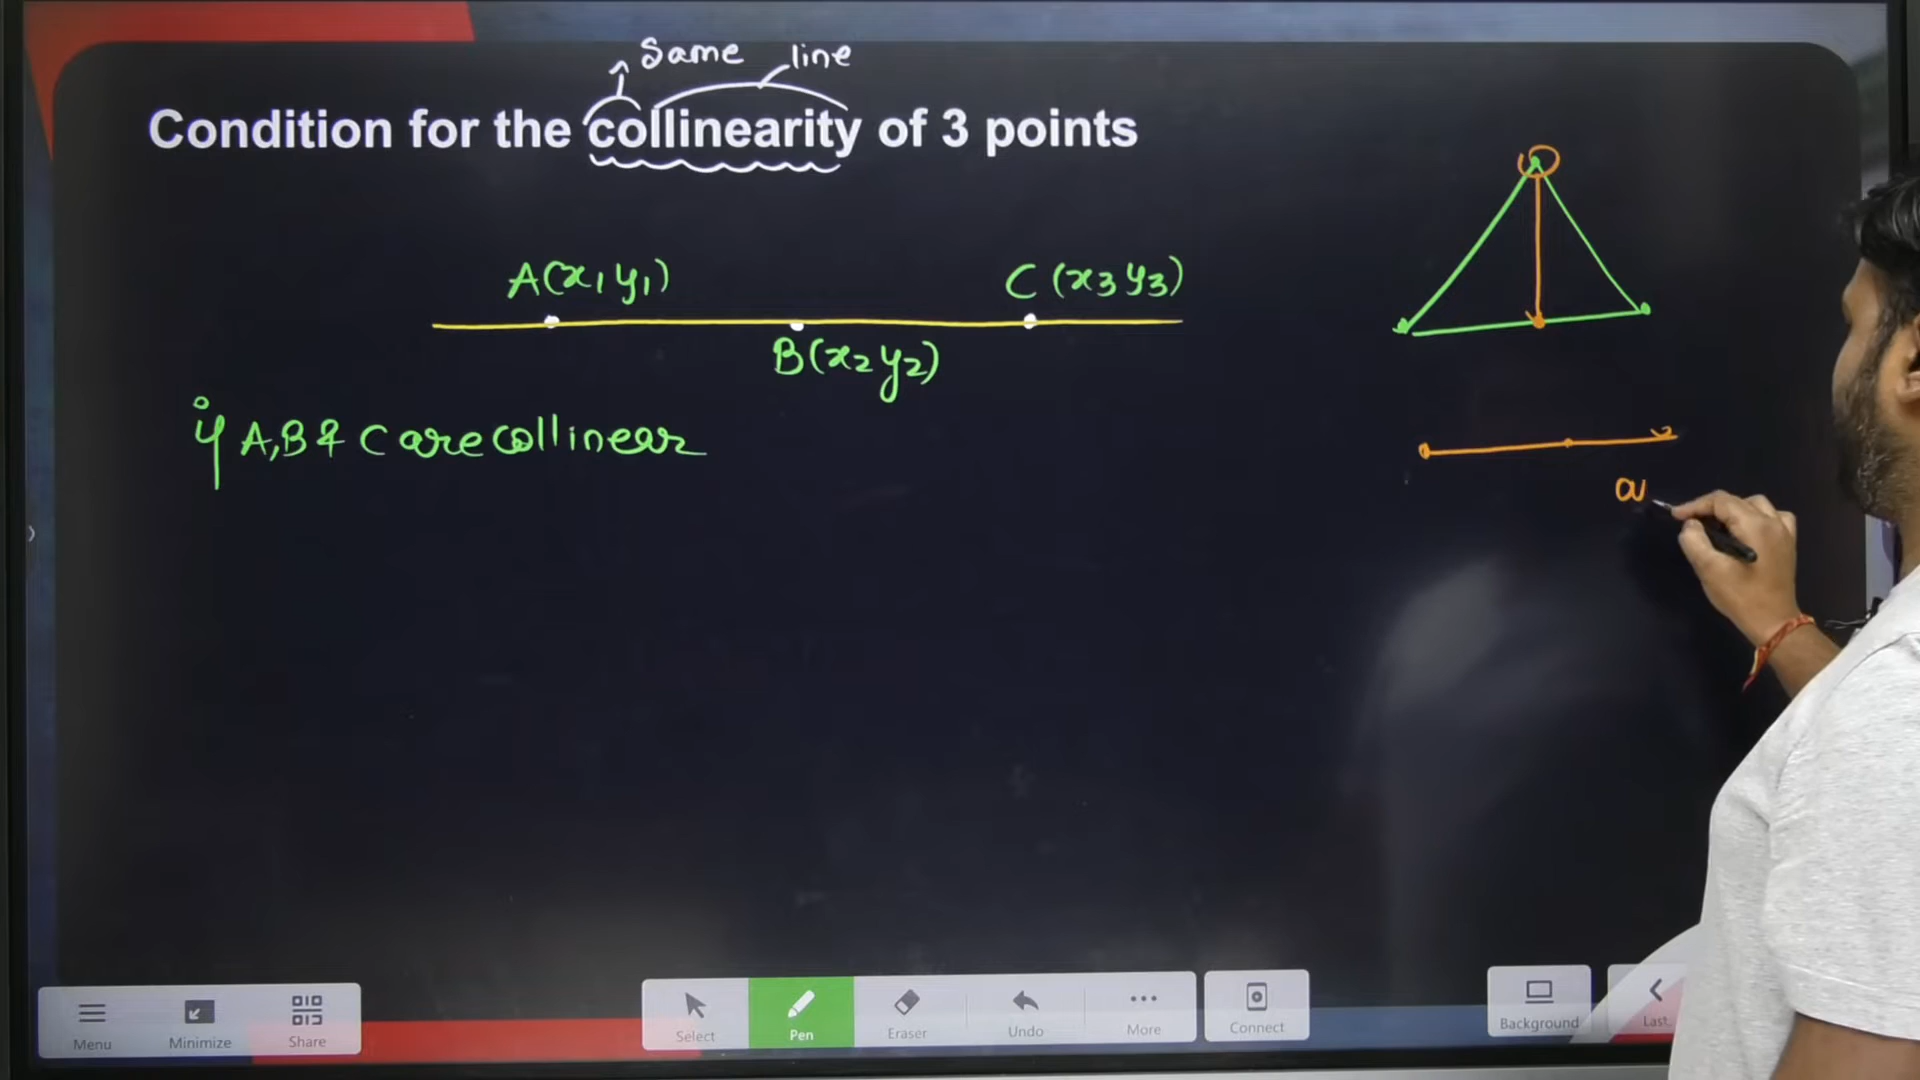 Same line
Condition for the collinearity of 3 points
A(x1 y1)
C (x3 y3)
B(x2 y2)
if A,B & C are collinear
Menu
Minimize
Share
Select
Pen
Eraser
Undo
More
Connect
Background
Last